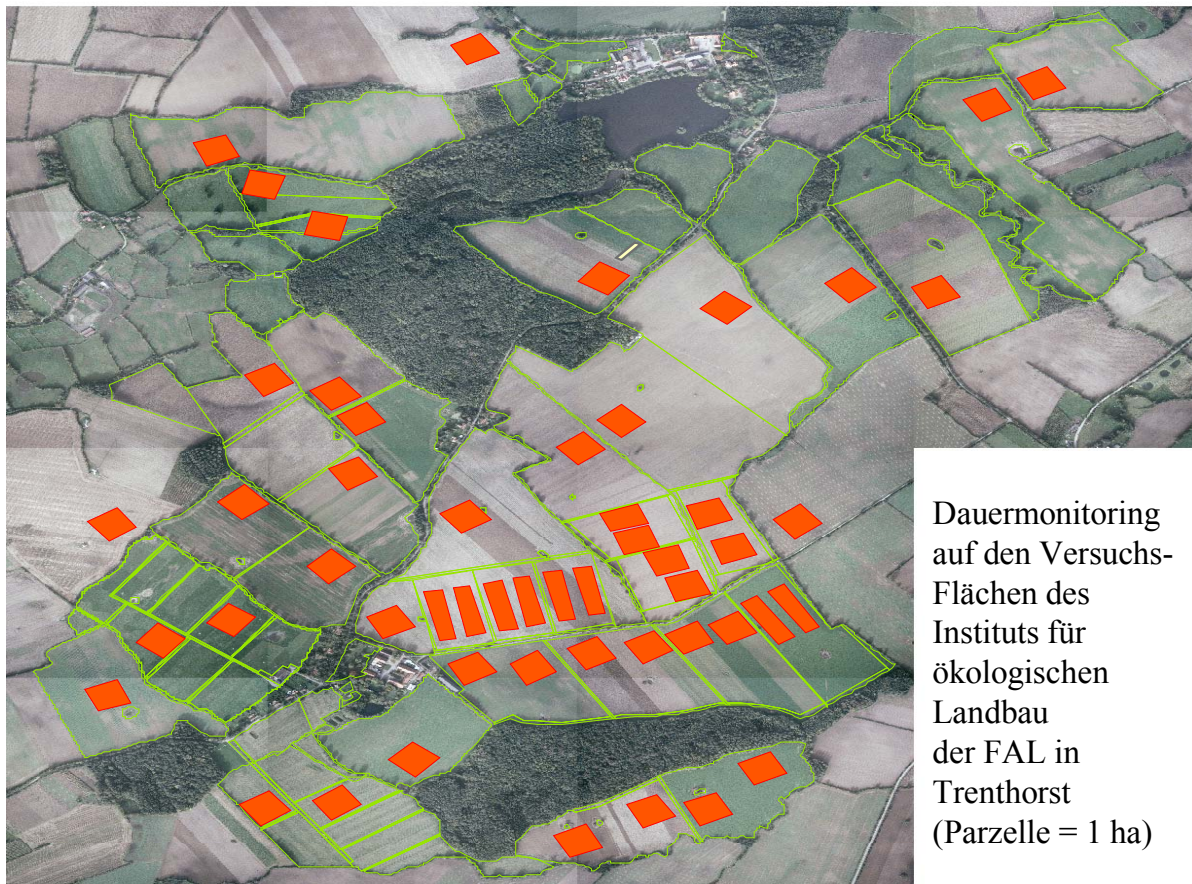 Dauermonitoring
auf den Versuchs-
Flächen des
Instituts für
ökologischen
Landbau
der FAL in
Trenthorst
(Parzelle = 1 ha)